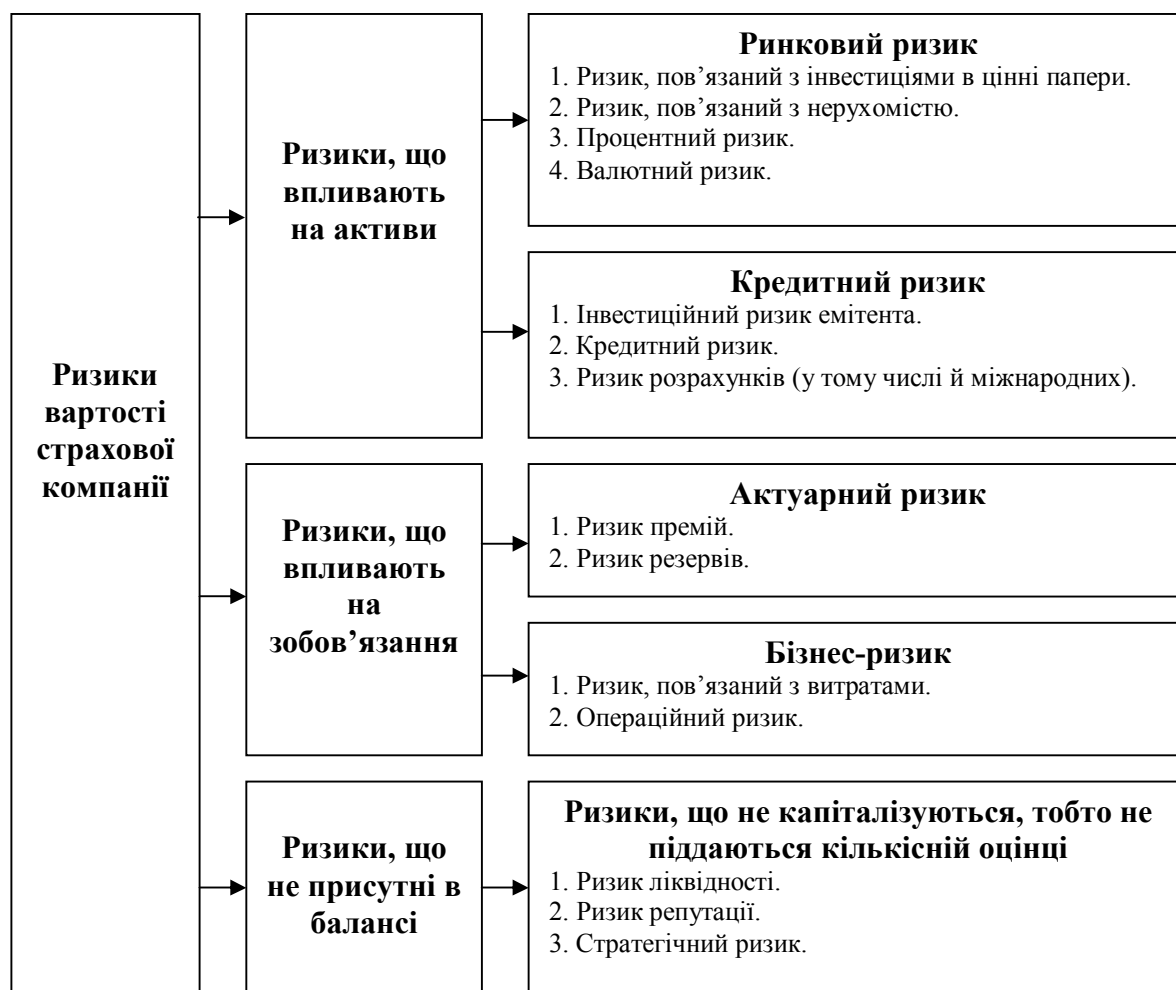 Ризики
вартості
страхової
компанії
Ризики, що
впливають
на активи
Ринковий ризик
1. Ризик, пов’язаний з інвестиціями в цінні папери.
2. Ризик, пов’язаний з нерухомістю.
3. Процентний ризик.
4. Валютний ризик.
Кредитний ризик
1. Інвестиційний ризик емітента.
2. Кредитний ризик.
3. Ризик розрахунків (у тому числі й міжнародних).
Ризики, що
впливають
на
зобов’язання
Актуарний ризик
1. Ризик премій.
2. Ризик резервів.
Бізнес-ризик
1. Ризик, пов’язаний з витратами.
2. Операційний ризик.
Ризики, що
не присутні в
балансі
Ризики, що не капіталізуються, тобто не
піддаються кількісній оцінці
1. Ризик ліквідності.
2. Ризик репутації.
3. Стратегічний ризик.